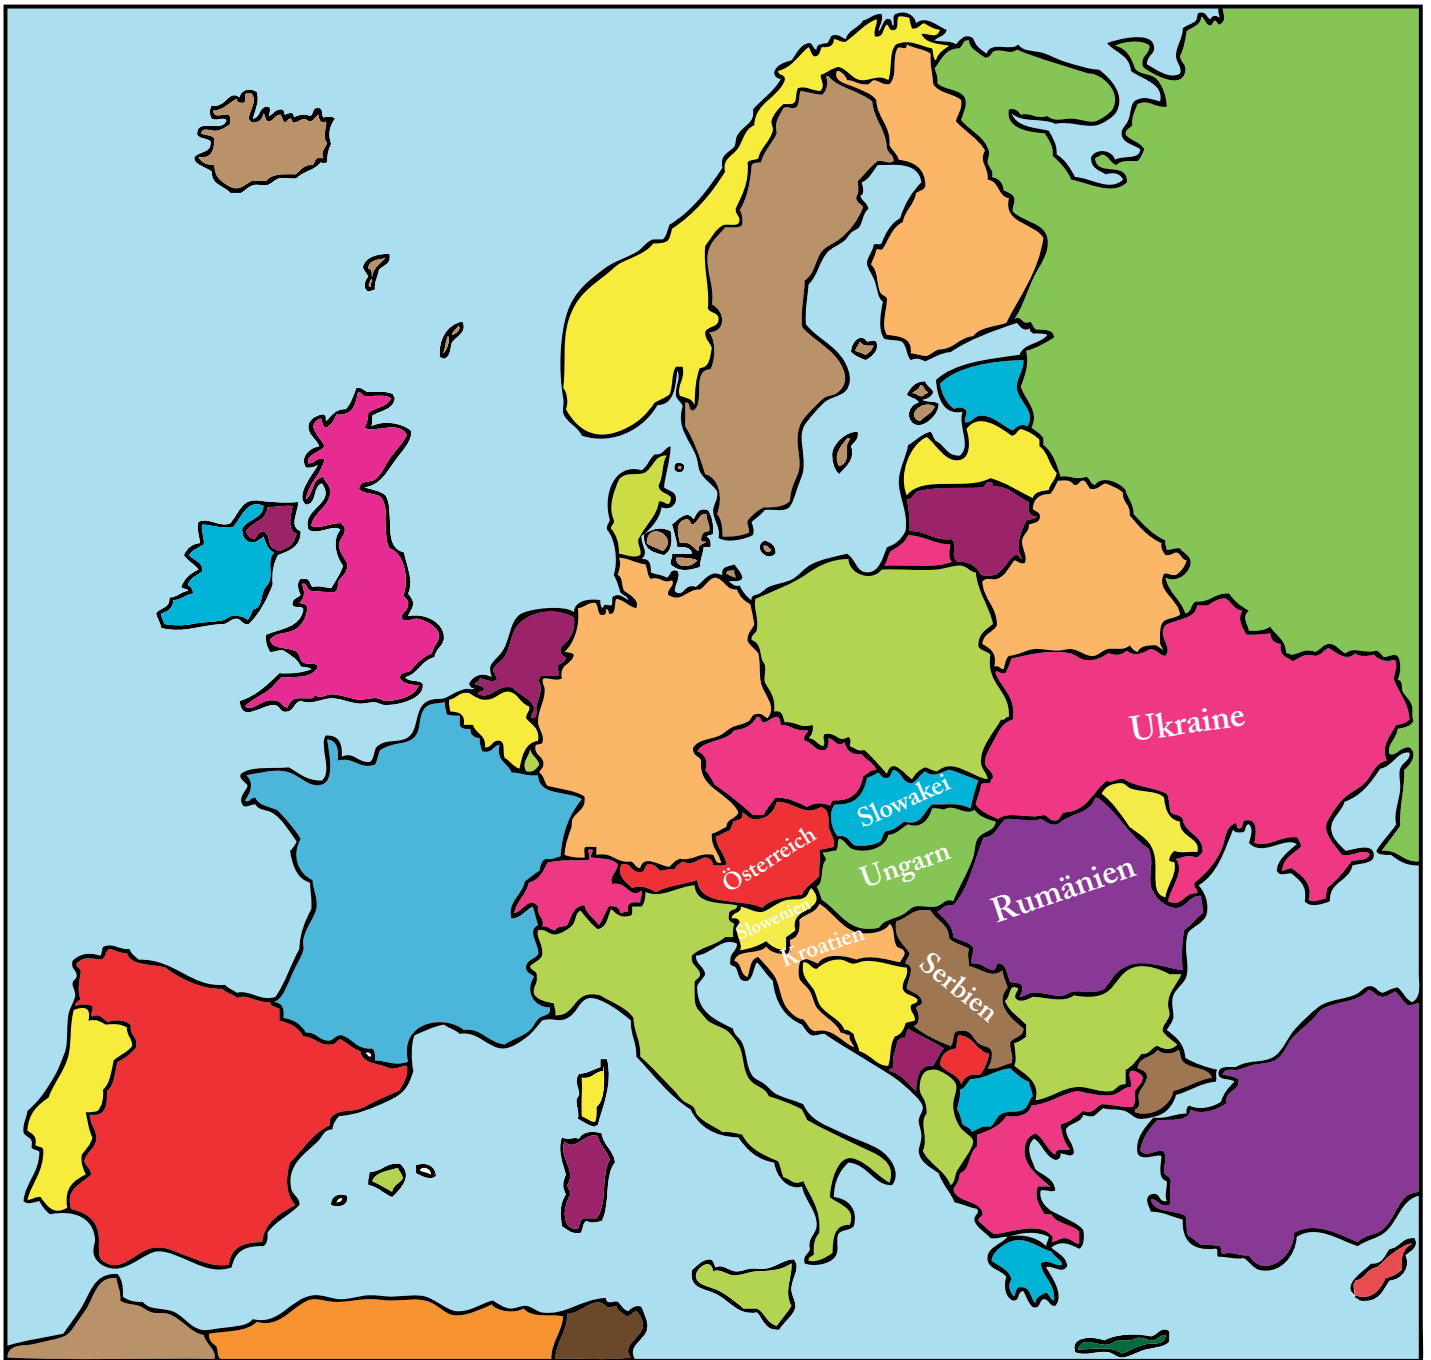 Ukraine
Slowakei
Österreich
Ungarn
Rumänien
Slowenien
Kroatien
Serbien